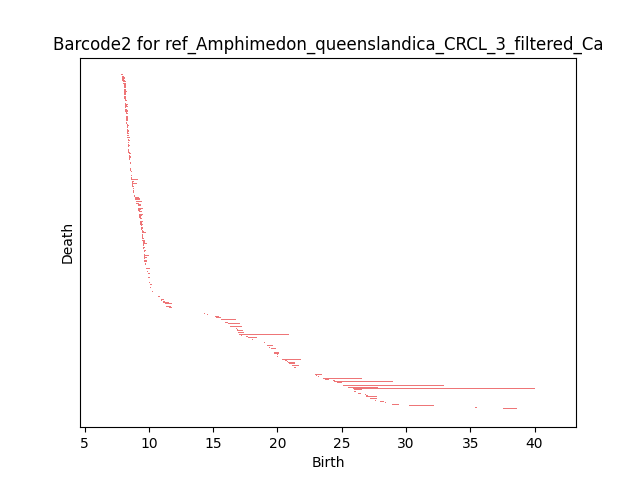 Barcode2 for ref_Amphimedon_queenslandica_CRCL_3_filtered_Ca
Death
5 10 15 20 25 30 35 40
Birth